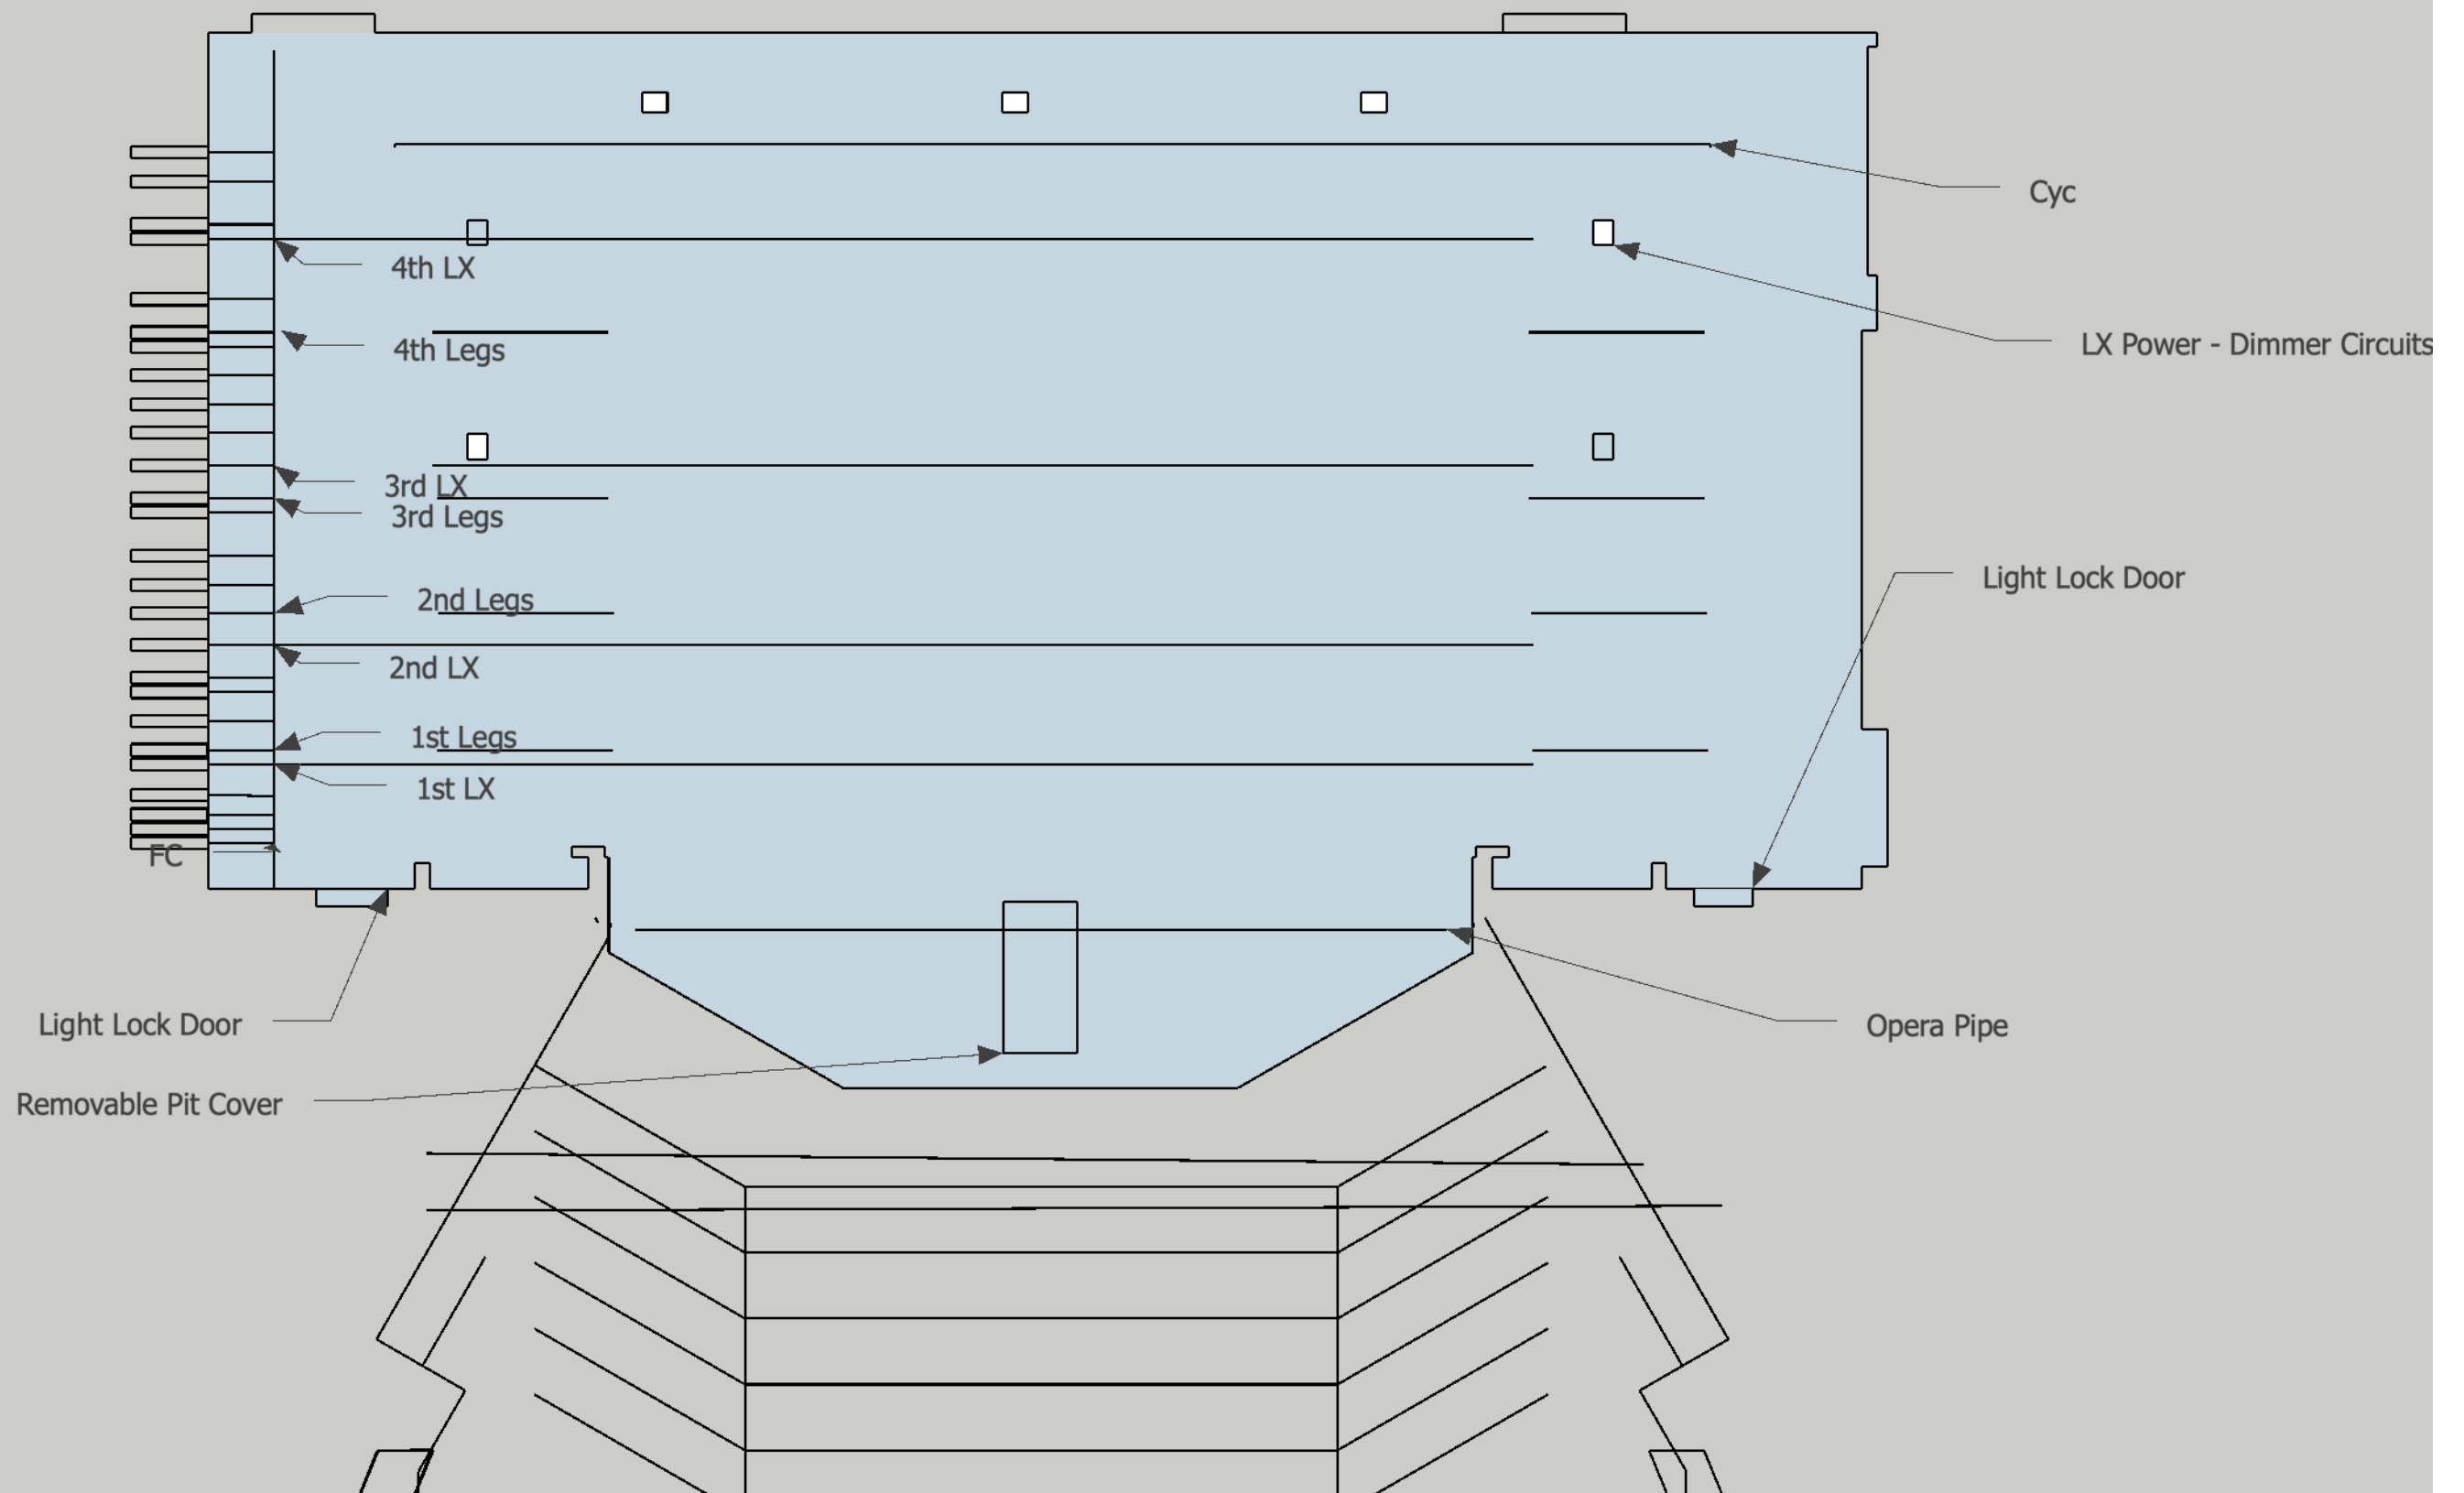 Cyc
4th LX
LX Power - Dimmer Circuits
4th Legs
3rd LX
3rd Legs
Light Lock Door
2nd Legs
2nd LX
1st Legs
1st LX
FC
Light Lock Door
Opera Pipe
Removable Pit Cover